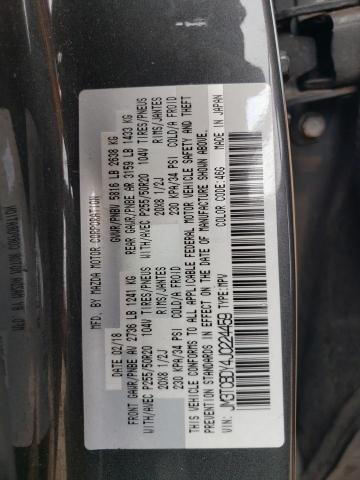 MFD. BY MAZDA MOTOR CORPORATION
DATE: 02/18 GVWR/PNBV 5816 LB 2638 KG
FRONT GAWR/PNBE AV 2736 LB 1241 KG REAR GAWR/PNBE AR 3159 LB 1433 KG
WITH/AVEC P255/50R20 104V TIRES/PNEUS WITH/AVEC P255/50R20 104V TIRES/PNEUS
20X8 1/2J RIMS/JANTES 20X8 1/2J RIMS/JANTES
230 KPA/34 PSI COLD/A FROID 230 KPA/34 PSI COLD/A FROID
THIS VEHICLE CONFORMS TO ALL APPLICABLE FEDERAL MOTOR VEHICLE SAFETY AND THEFT
PREVENTION STANDARDS IN EFFECT ON THE DATE OF MANUFACTURE SHOWN ABOVE.
JM3TCBDY4J0224459 COLOR CODE:46G MADE IN JAPAN
VIN: TYPE:MPV